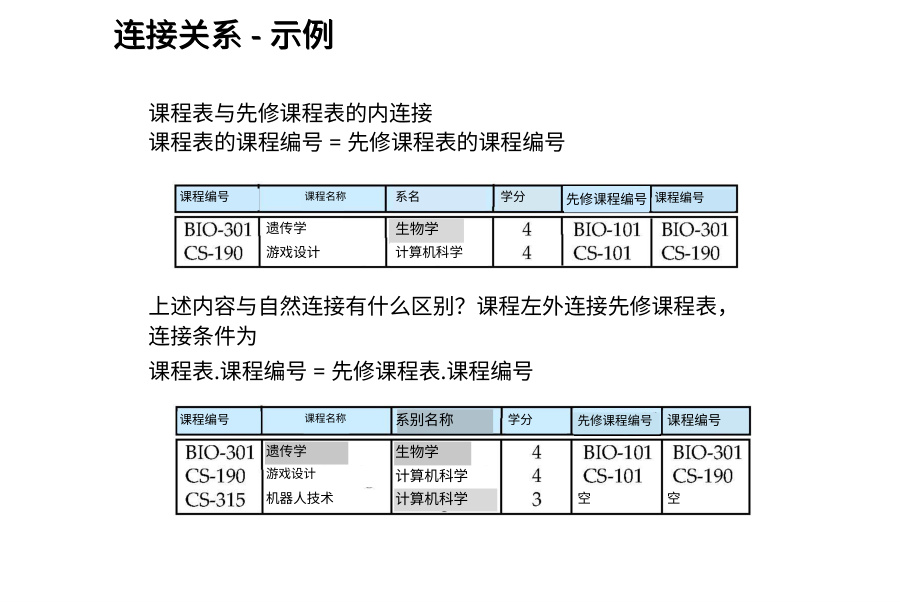 连接关系 - 示例
课程表与先修课程表的内连接
课程表的课程编号 = 先修课程表的课程编号
课程编号 课程名称 系名 学分 先修课程编号 课程编号
BIO-301 遗传学 生物学 4 BIO-101 BIO-301
CS-190 游戏设计 计算机科学 4 CS-101 CS-190
上述内容与自然连接有什么区别？课程左外连接先修课程表，
连接条件为
课程表.课程编号 = 先修课程表.课程编号
课程编号 课程名称 系别名称 学分 先修课程编号 课程编号
BIO-301 遗传学 生物学 4 BIO-101 BIO-301
CS-190 游戏设计 计算机科学 4 CS-101 CS-190
CS-315 机器人技术 计算机科学 3 空 空